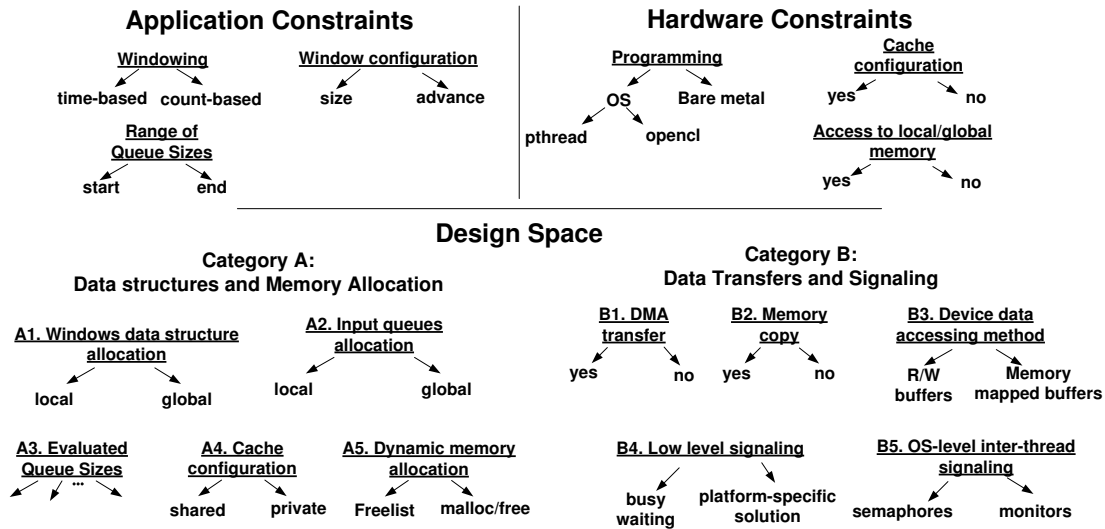 Application Constraints
Windowing
time-based count-based
Window configuration
size advance
Range of
Queue Sizes
start end
Hardware Constraints
Programming
OS Bare metal
pthread opencl
Cache
configuration
yes no
Access to local/global
memory
yes no
Design Space
Category A:
Data structures and Memory Allocation
A1. Windows data structure
allocation
local global
A2. Input queues
allocation
local global
A3. Evaluated
Queue Sizes
...
A4. Cache
configuration
shared private
A5. Dynamic memory
allocation
Freelist malloc/free
Category B:
Data Transfers and Signaling
B1. DMA
transfer
yes no
B2. Memory
copy
yes no
B3. Device data
accessing method
R/W
buffers
Memory
mapped buffers
B4. Low level signaling
busy
waiting
platform-specific
solution
B5. OS-level inter-thread
signaling
semaphores monitors